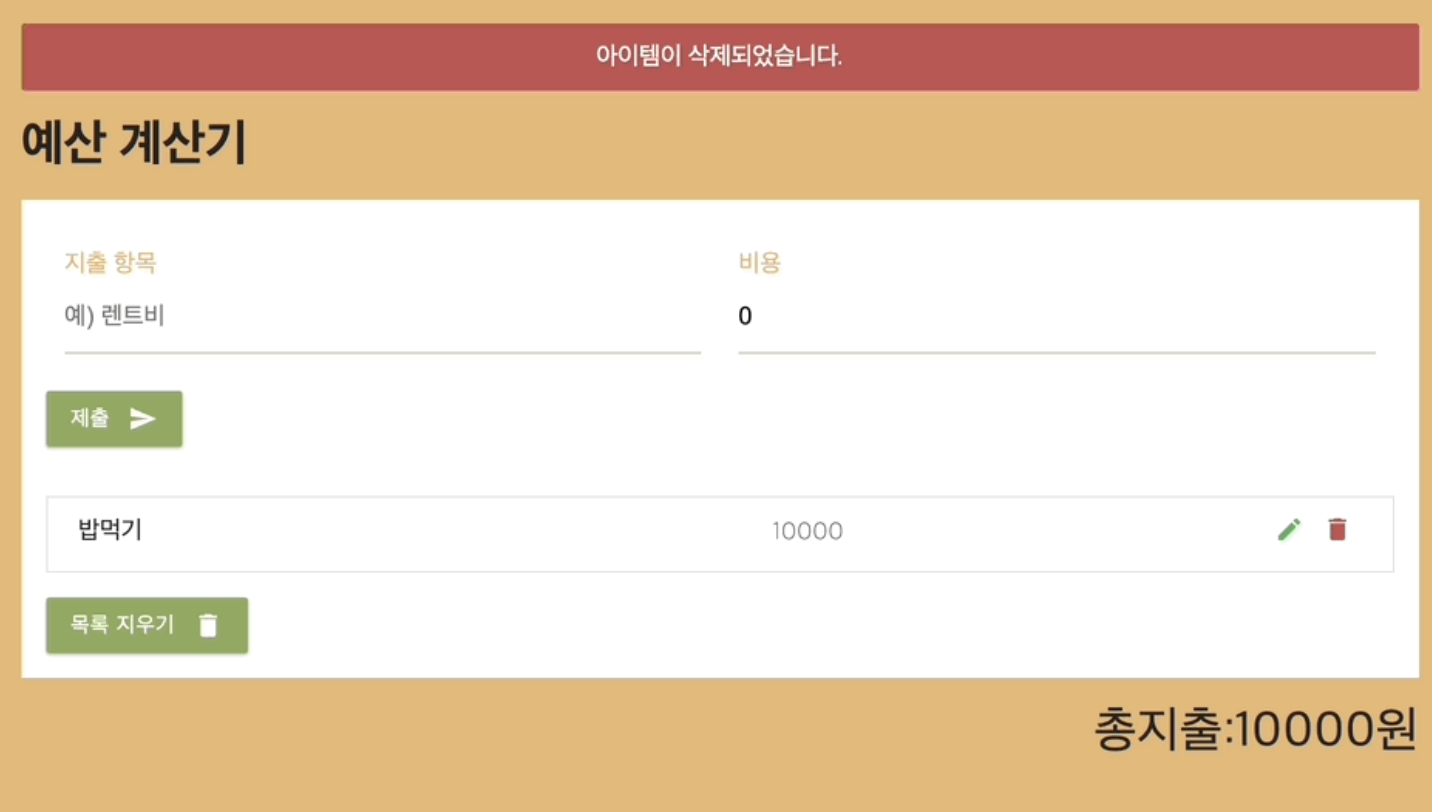 아이템이 삭제되었습니다.
예산 계산기
지출 항목 비용
예) 렌트비 0
제출
밥먹기 10000
목록 지우기
총지출:10000원